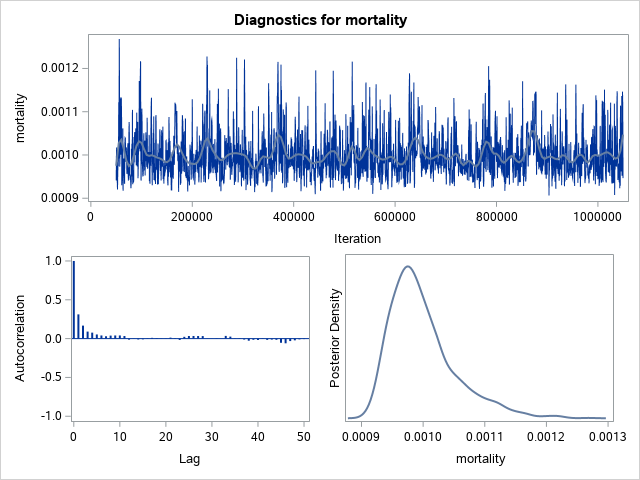 Diagnostics for mortality
mortality
0.0012
0.0011
0.0010
0.0009
0 200000 400000 600000 800000 1000000
Iteration
Autocorrelation
1.0
0.5
0.0
-0.5
-1.0
0 10 20 30 40 50
Lag
Posterior Density
0.0009 0.0010 0.0011 0.0012 0.0013
mortality